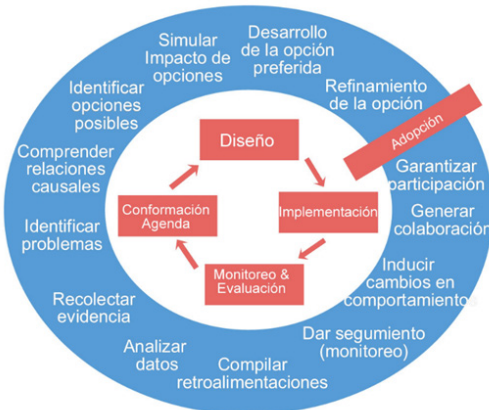 Simular
Impacto de
opciones
Desarrollo
de la opción
preferida
Refinamiento
de la opción
Adopción
Garantizar
participación
Generar
colaboración
Inducir
cambios en
comportamientos
Dar segumiento
(monitoreo)
Compilar
retroalimentaciones
Analizar
datos
Recolectar
evidencia
Identificar
problemas
Comprender
relaciones
causales
Identificar
opciones
posibles
Diseño
Implementación
Monitoreo &
Evaluación
Conformación
Agenda